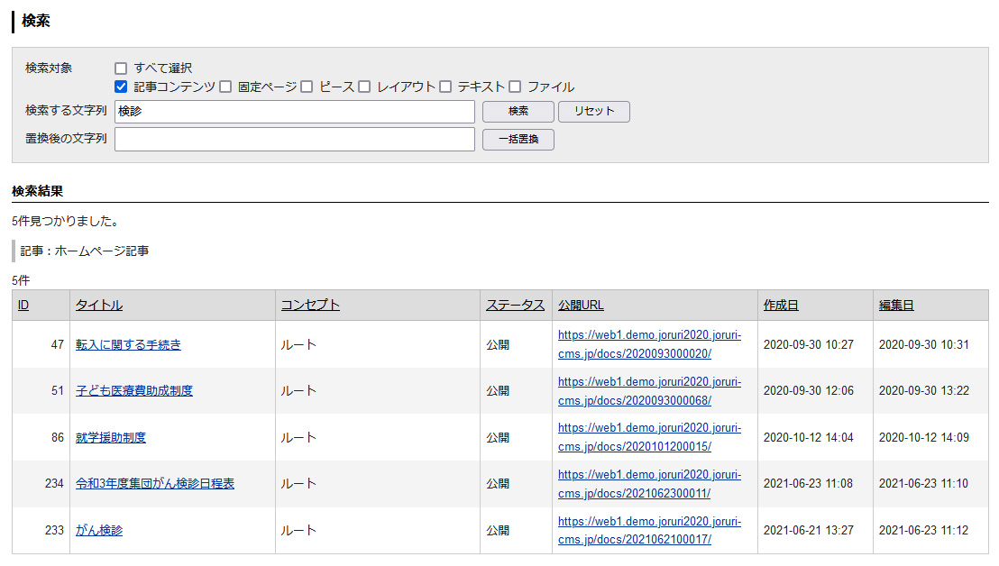 検索
検索対象 すべて選択
記事コンテンツ 固定ページ ピース レイアウト テキスト ファイル
検索する文字列 検診 検索 リセット
置換後の文字列 一括置換
検索結果
5件見つかりました。
記事：ホームページ記事
5件
ID タイトル コンセプト ステータス 公開URL 作成日 編集日
47 転入に関する手続き ルート 公開 https://web1.demo.joruri2020.joruri-
cms.jp/docs/2020093000020/ 2020-09-30 10:27 2020-09-30 10:31
51 子ども医療費助成制度 ルート 公開 https://web1.demo.joruri2020.joruri-
cms.jp/docs/2020093000068/ 2020-09-30 12:06 2020-09-30 13:22
86 就学援助制度 ルート 公開 https://web1.demo.joruri2020.joruri-
cms.jp/docs/2020101200015/ 2020-10-12 14:04 2020-10-12 14:09
234 令和3年度集団がん検診日程表 ルート 公開 https://web1.demo.joruri2020.joruri-
cms.jp/docs/2021062300011/ 2021-06-23 11:08 2021-06-23 11:10
233 がん検診 ルート 公開 https://web1.demo.joruri2020.joruri-
cms.jp/docs/2021062100017/ 2021-06-21 13:27 2021-06-23 11:12